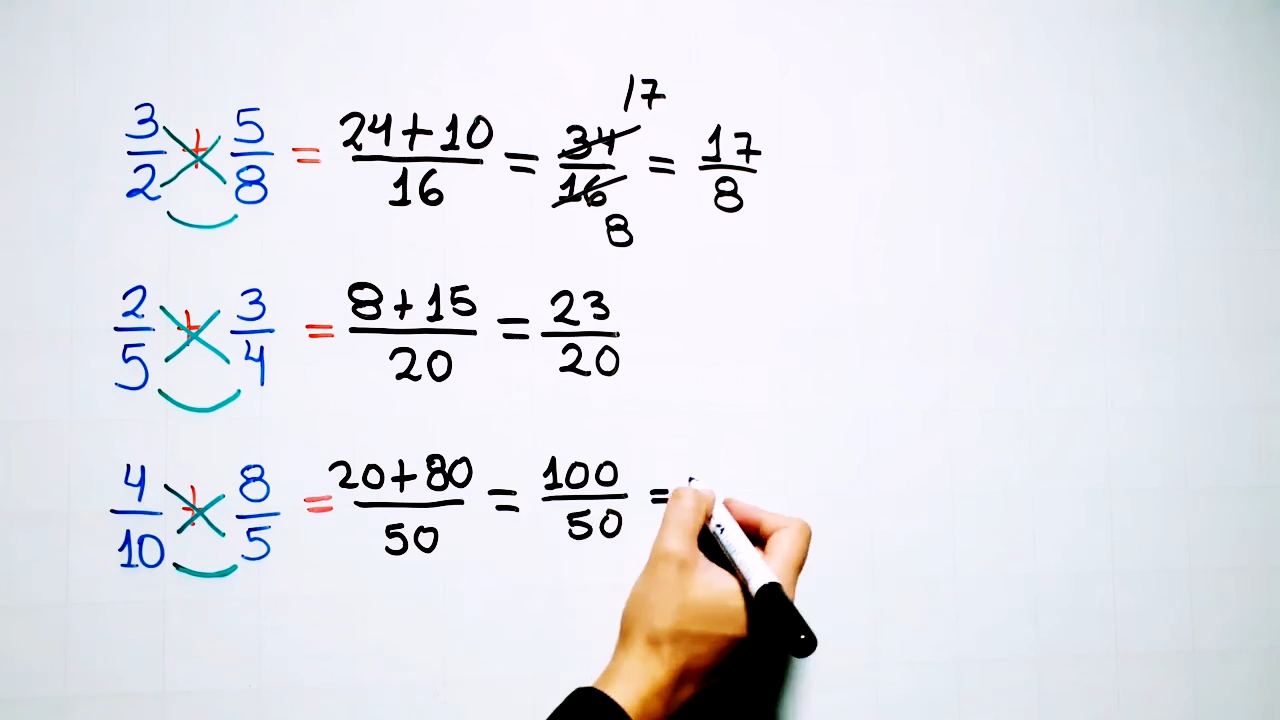 3/2 + 5/8 = 24+10/16 = 34/16 = 17/8
17
8
2/5 + 3/4 = 8+15/20 = 23/20
4/10 + 8/5 = 20+80/50 = 100/50 =